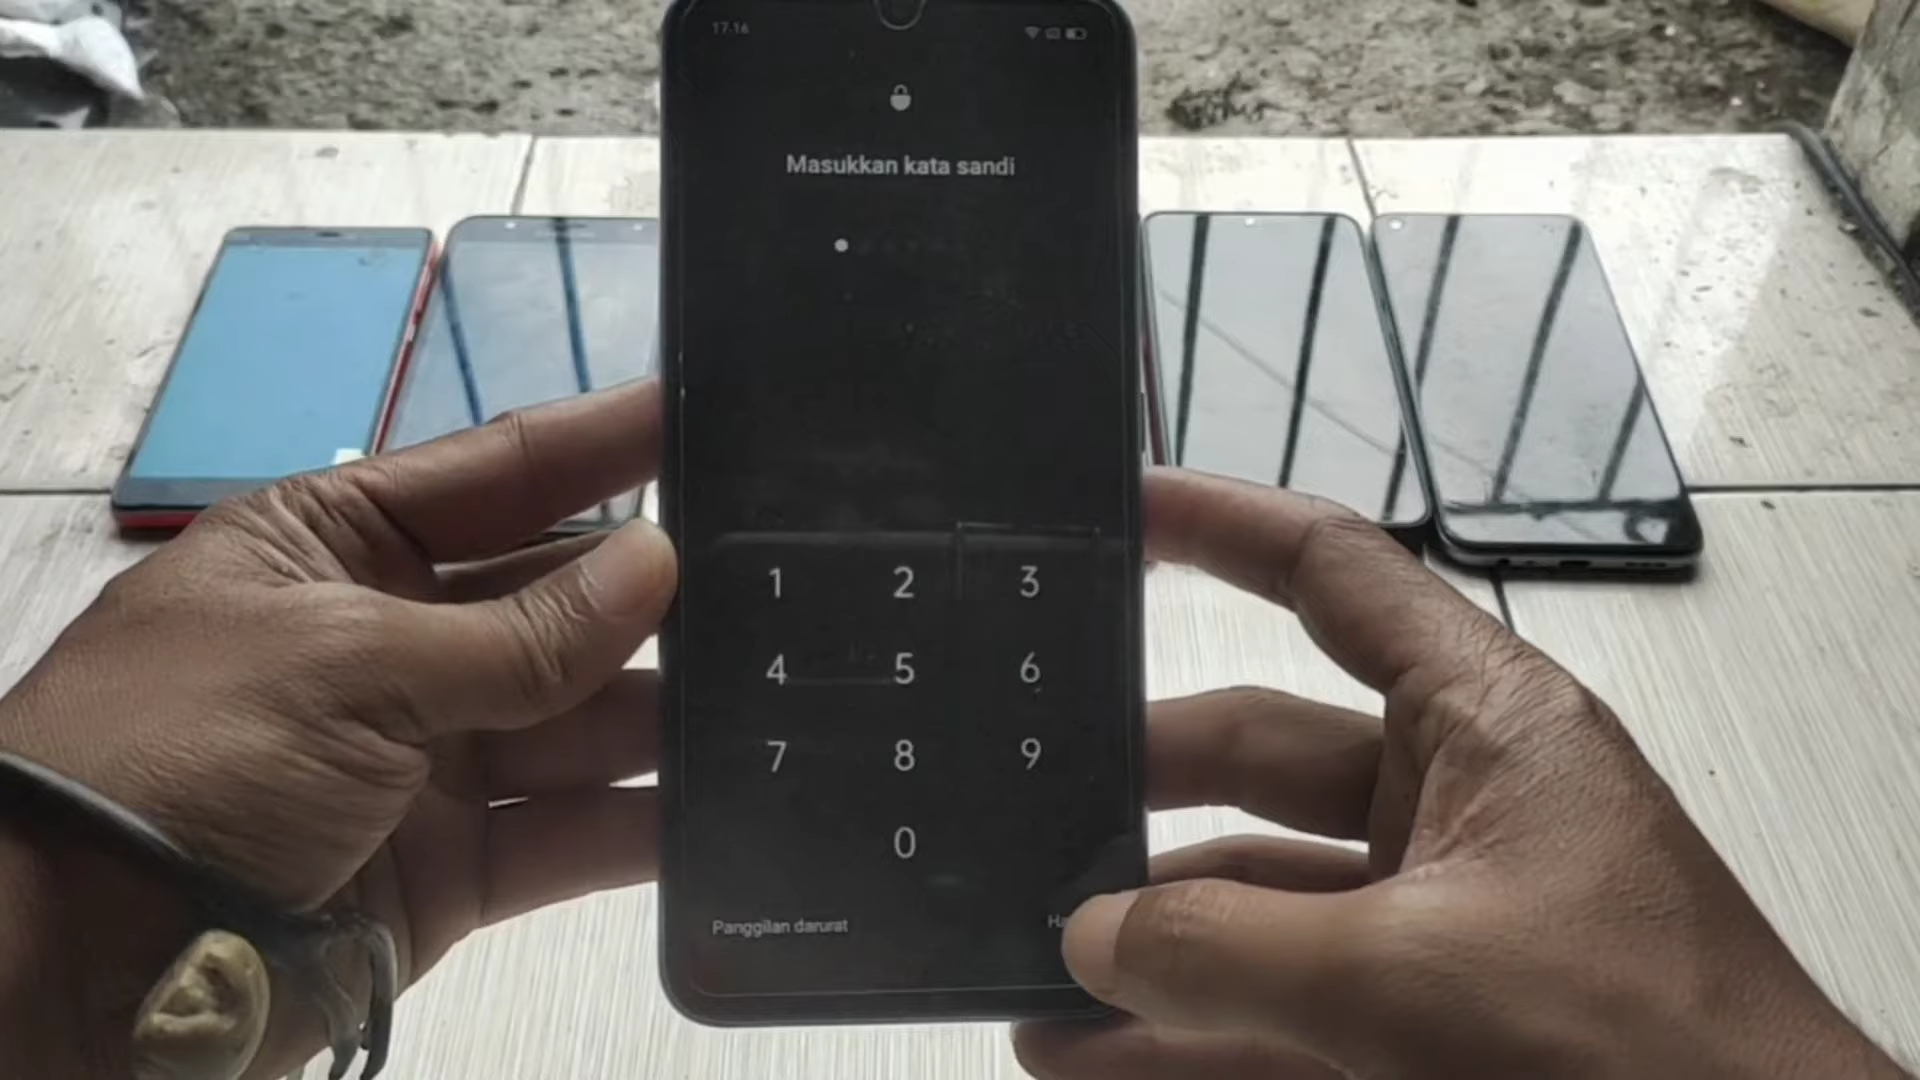 17.16
Masukkan kata sandi
1 2 3
4 5 6
7 8 9
0
Panggilan darurat